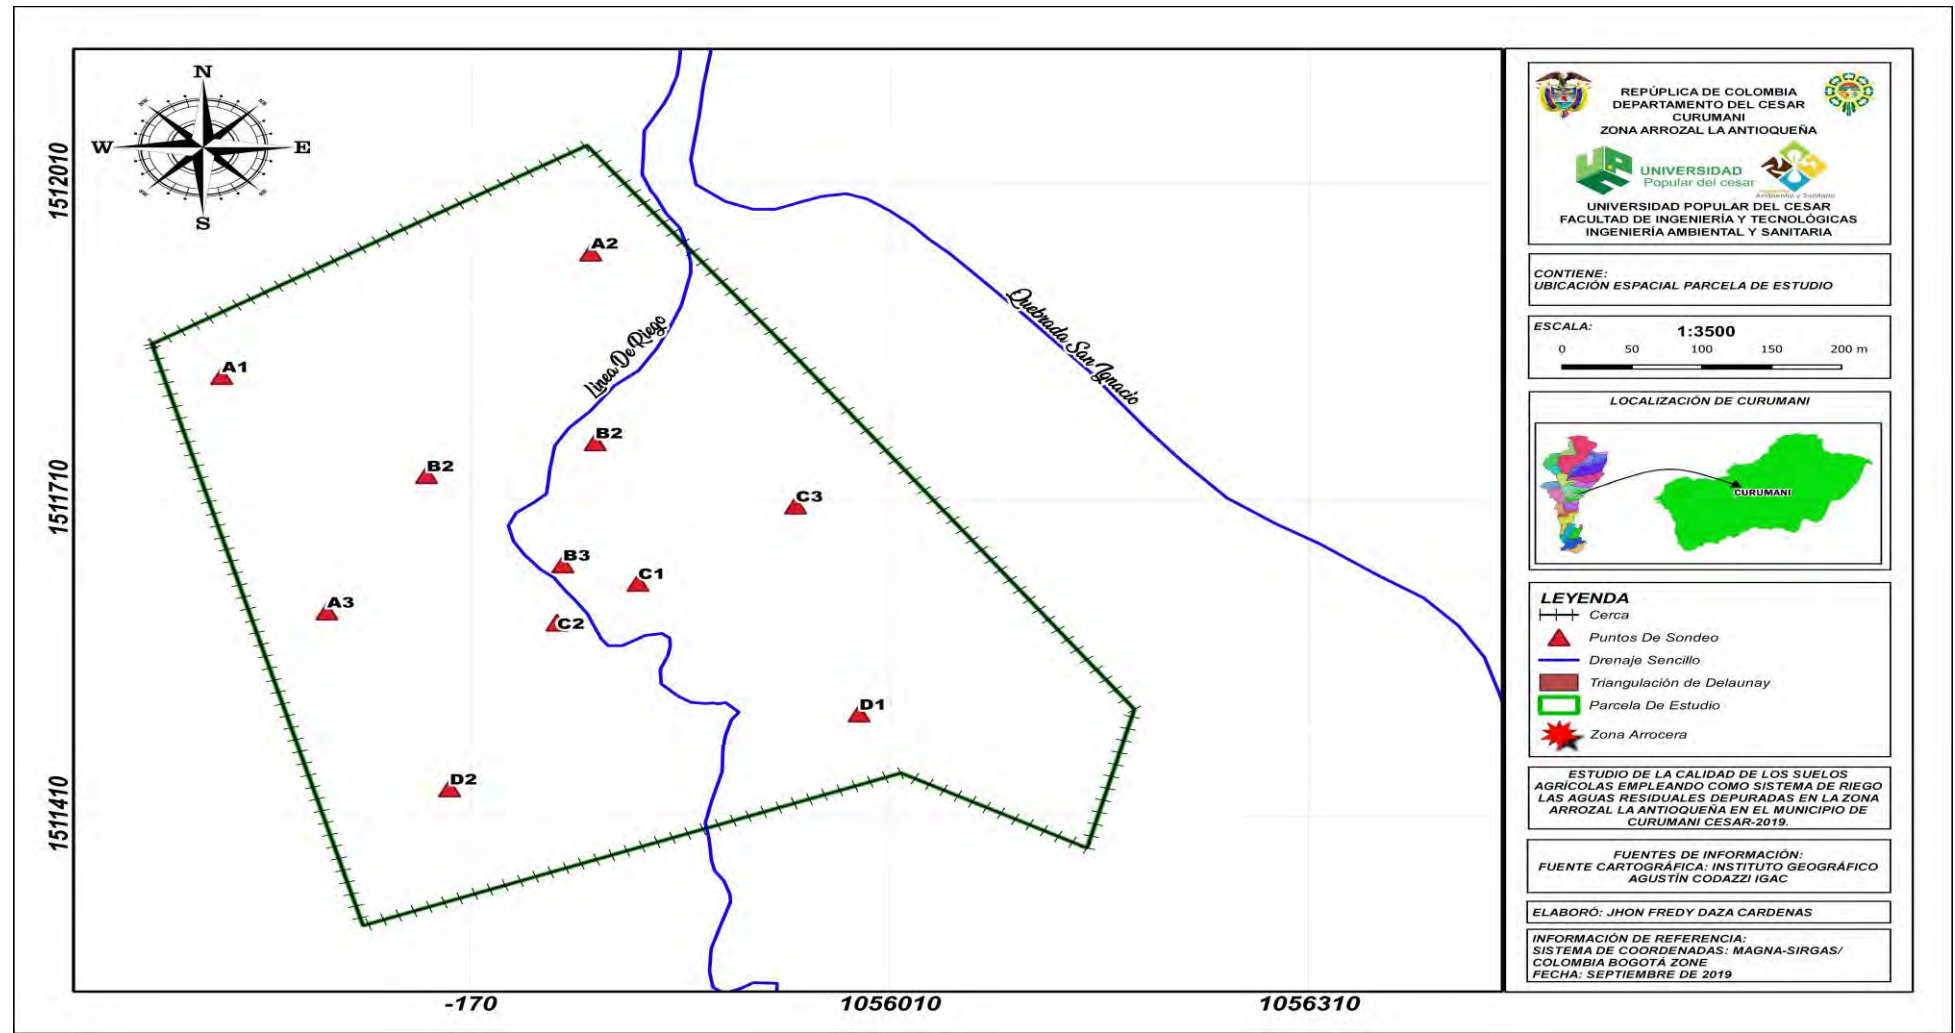 N
W
E
S
1512010
1511710
1511410
-170
1056010
1056310
A2
A1
B2
B2
C3
B3
C1
A3
C2
D1
D2
Linea De Riego
Quebrada San Ignacio
REPÚBLICA DE COLOMBIA
DEPARTAMENTO DEL CESAR
CURUMANI
ZONA ARROZAL LA ANTIOQUEÑA
UNIVERSIDAD
Popular del cesar
Ambiental y Sanitaria
UNIVERSIDAD POPULAR DEL CESAR
FACULTAD DE INGENIERÍA Y TECNOLÓGICAS
INGENIERÍA AMBIENTAL Y SANITARIA
CONTIENE:
UBICACIÓN ESPACIAL PARCELA DE ESTUDIO
ESCALA:
1:3500
0 50 100 150 200 m
LOCALIZACIÓN DE CURUMANI
CURUMANI
LEYENDA
Cerca
Puntos De Sondeo
Drenaje Sencillo
Triangulación de Delaunay
Parcela De Estudio
Zona Arrocera
ESTUDIO DE LA CALIDAD DE LOS SUELOS
AGRÍCOLAS EMPLEANDO COMO SISTEMA DE RIEGO
LAS AGUAS RESIDUALES DEPURADAS EN LA ZONA
ARROZAL LA ANTIOQUEÑA EN EL MUNICIPIO DE
CURUMANI CESAR-2019.
FUENTES DE INFORMACIÓN:
FUENTE CARTOGRÁFICA: INSTITUTO GEOGRÁFICO
AGUSTÍN CODAZZI IGAC
ELABORÓ: JHON FREDY DAZA CARDENAS
INFORMACIÓN DE REFERENCIA:
SISTEMA DE COORDENADAS: MAGNA-SIRGAS/
COLOMBIA BOGOTÁ ZONE
FECHA: SEPTIEMBRE DE 2019